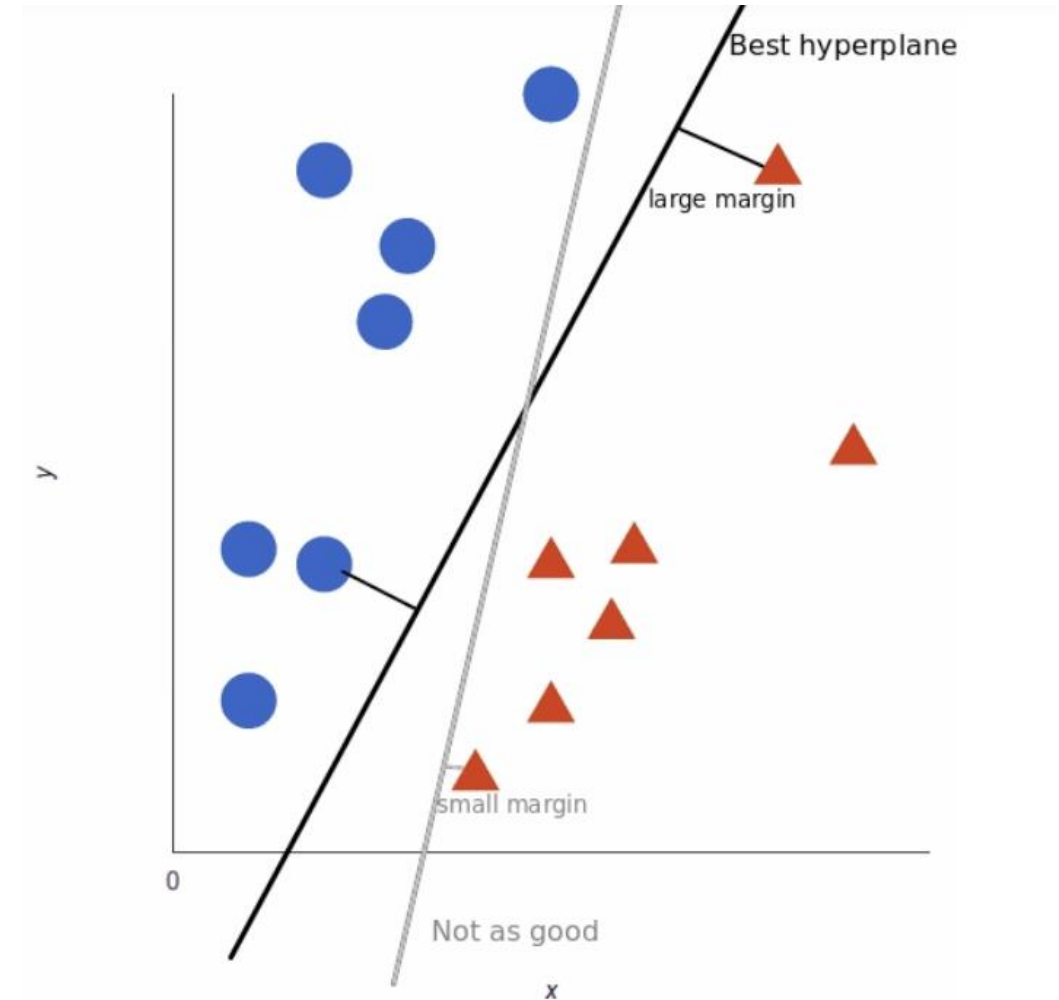 Best hyperplane
large margin
y
small margin
0
Not as good
x